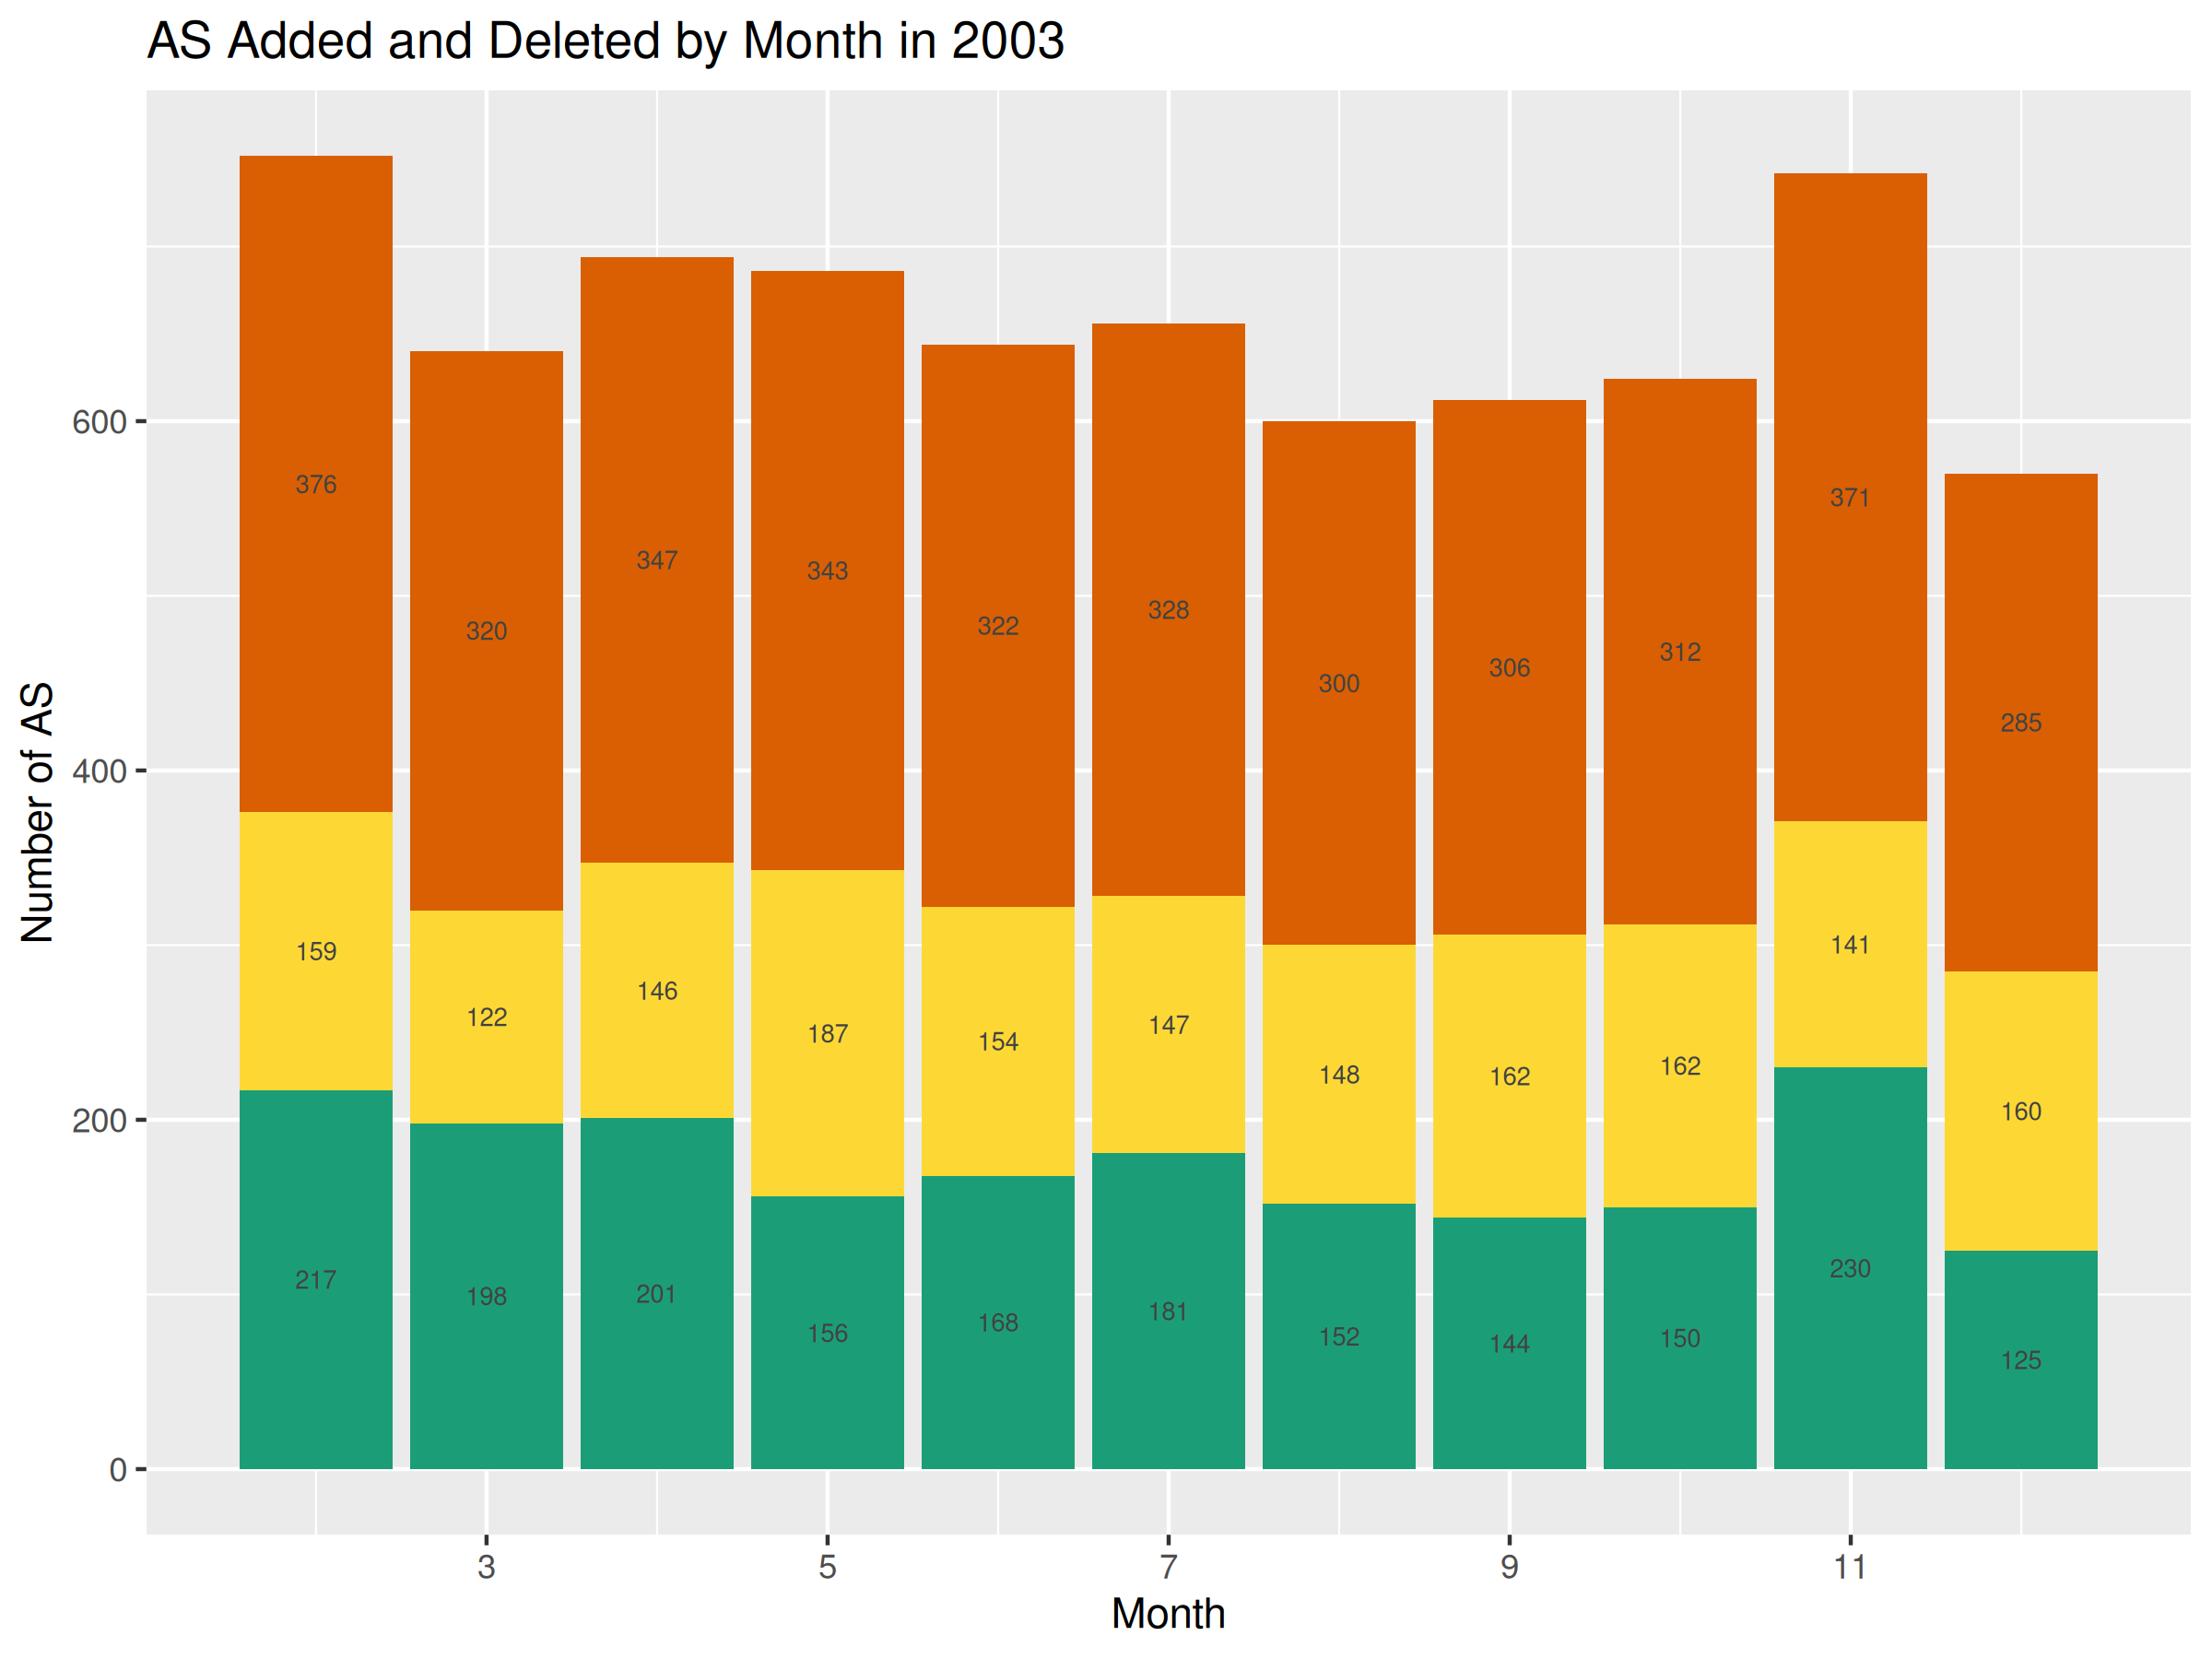 AS Added and Deleted by Month in 2003
Number of AS
600
400
200
0
376 320 347 343 322 328 300 306 312 371 285
159 122 146 187 154 147 148 162 162 141 160
217 198 201 156 168 181 152 144 150 230 125
3 5 7 9 11
Month